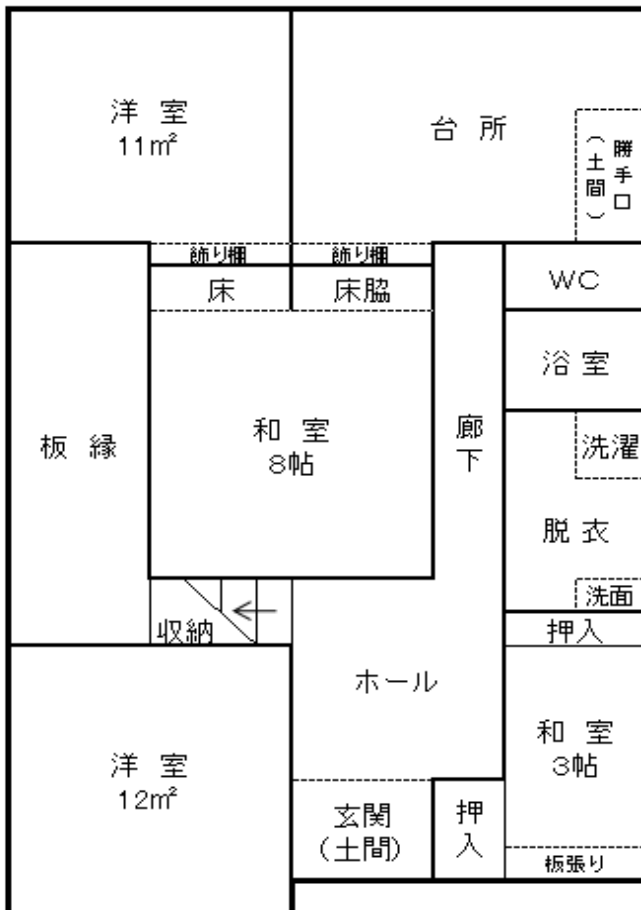 洋 室
11㎡
台 所
勝手口
（土間）
飾り棚
飾り棚
床
床脇
WC
浴 室
板 縁
和 室
8帖
廊下
洗濯
脱 衣
洗面
収納
押入
ホール
和 室
3帖
洋 室
12㎡
玄関
（土間）
押入
板張り